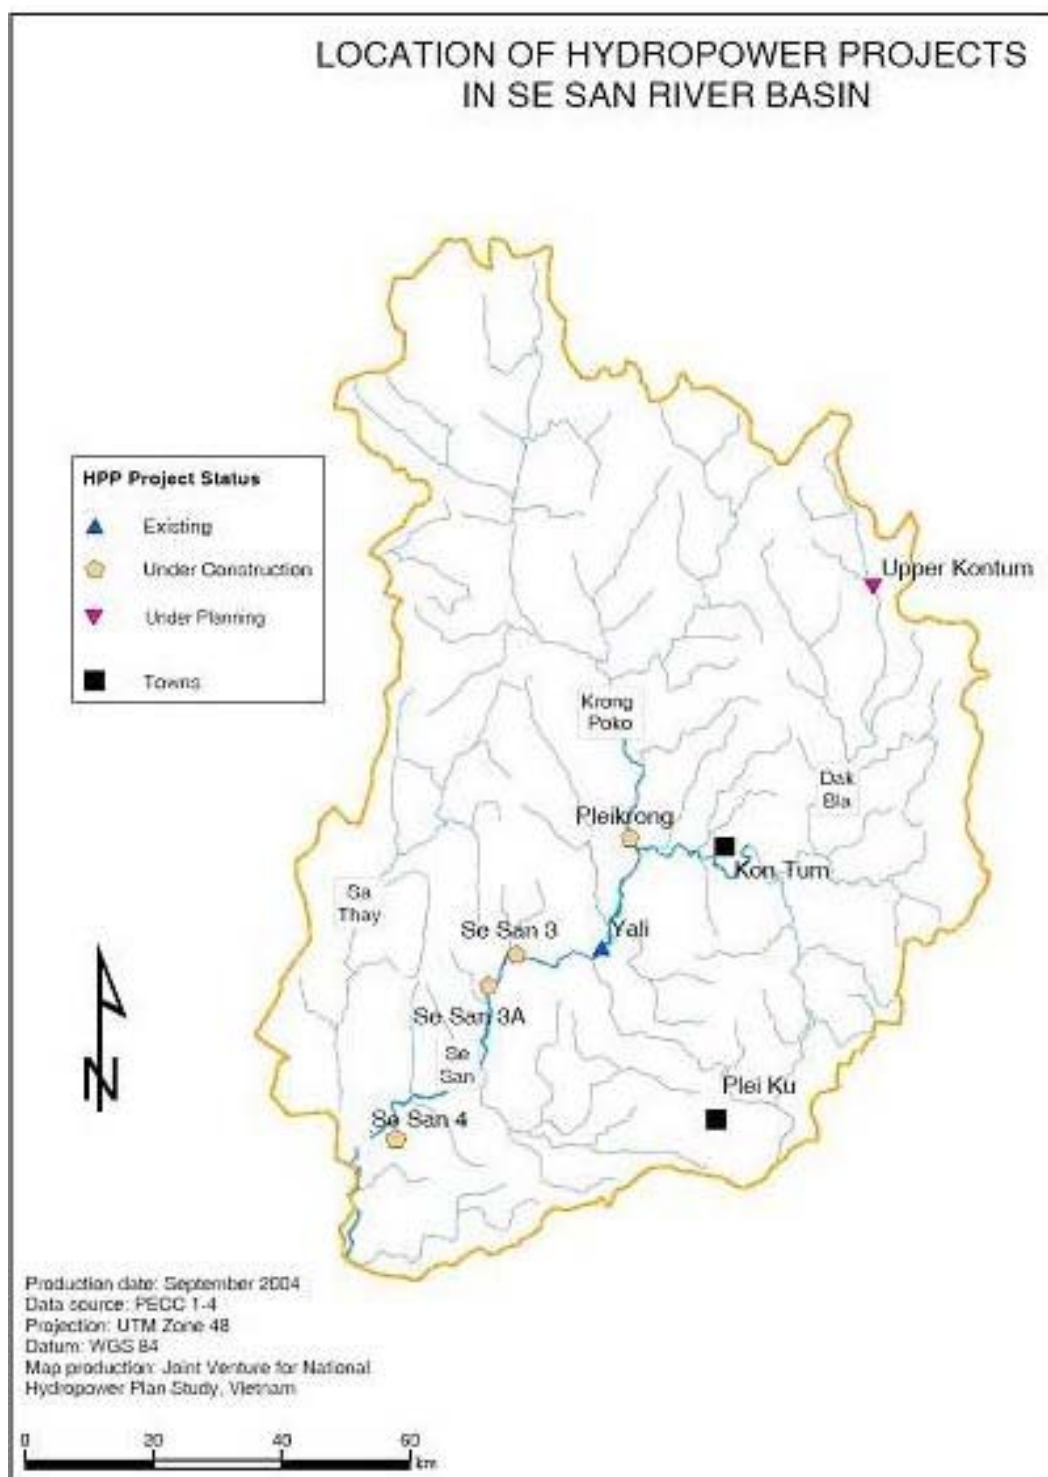 LOCATION OF HYDROPOWER PROJECTS
IN SE SAN RIVER BASIN
HPP Project Status
Existing
Under Construction
Under Planning
Towns
Upper Kontum
Krong
Poko
Dak
Bla
Pleikrong
Kon Tum
Sa
Thay
Se San 3
Yali
Se San 3A
Se
San
Plei Ku
Se San 4
N
Production date: September 2004
Data source: PECC 1-4
Projection: UTM Zone 48
Datum: WGS 84
Map production: Joint Venture for National
Hydropower Plan Study, Vietnam
0 20 40 60
km